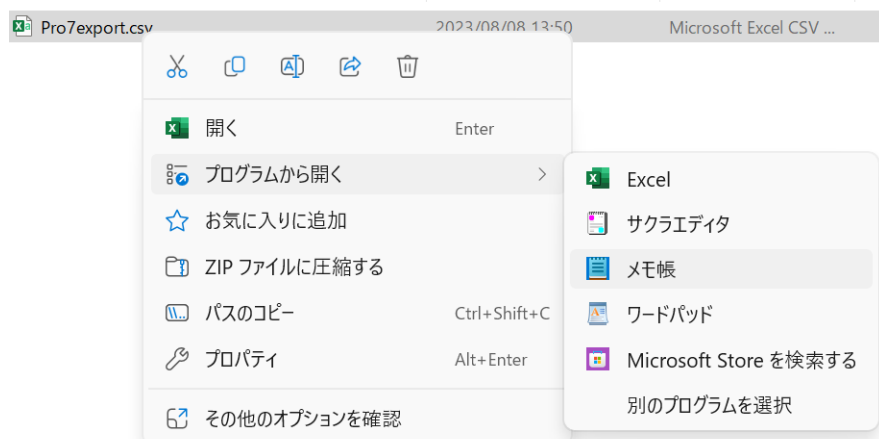 Pro7export.csv 2023/08/08 13:50 Microsoft Excel CSV ...
開く Enter
プログラムから開く
お気に入りに追加
ZIP ファイルに圧縮する
パスのコピー Ctrl+Shift+C
プロパティ Alt+Enter
その他のオプションを確認
Excel
サクラエディタ
メモ帳
ワードパッド
Microsoft Store を検索する
別のプログラムを選択